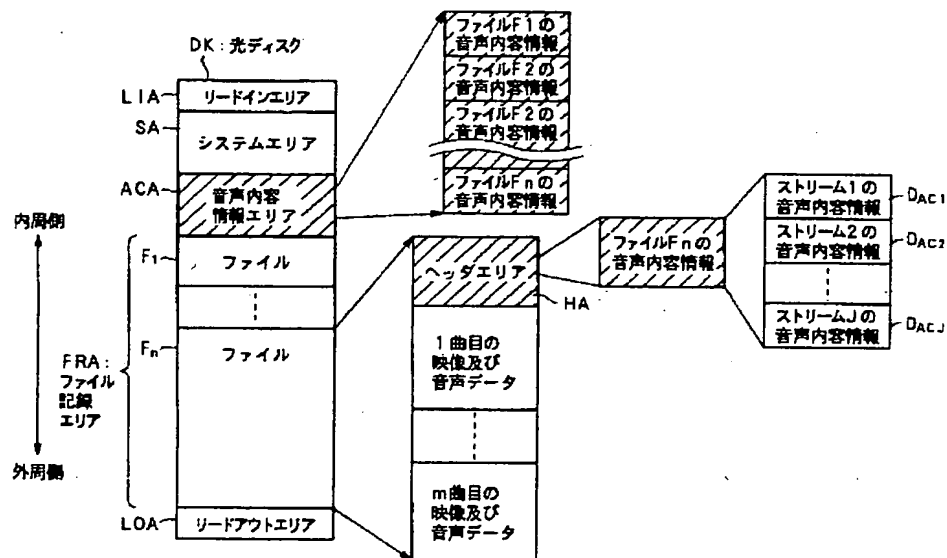 DK：光ディスク
LIA
リードインエリア
SA
システムエリア
ACA
音声内容
情報エリア
内周側
外周側
F1
ファイル
Fn
ファイル
FRA：
ファイル
記録
エリア
LOA
リードアウトエリア
ファイルF1の
音声内容情報
ファイルF2の
音声内容情報
ファイルF2の
音声内容情報
ファイルFnの
音声内容情報
ヘッダエリア
HA
1曲目の
映像及び
音声データ
m曲目の
映像及び
音声データ
ファイルFnの
音声内容情報
ストリーム1の
音声内容情報
DAC1
ストリーム2の
音声内容情報
DAC2
ストリームJの
音声内容情報
DACJ